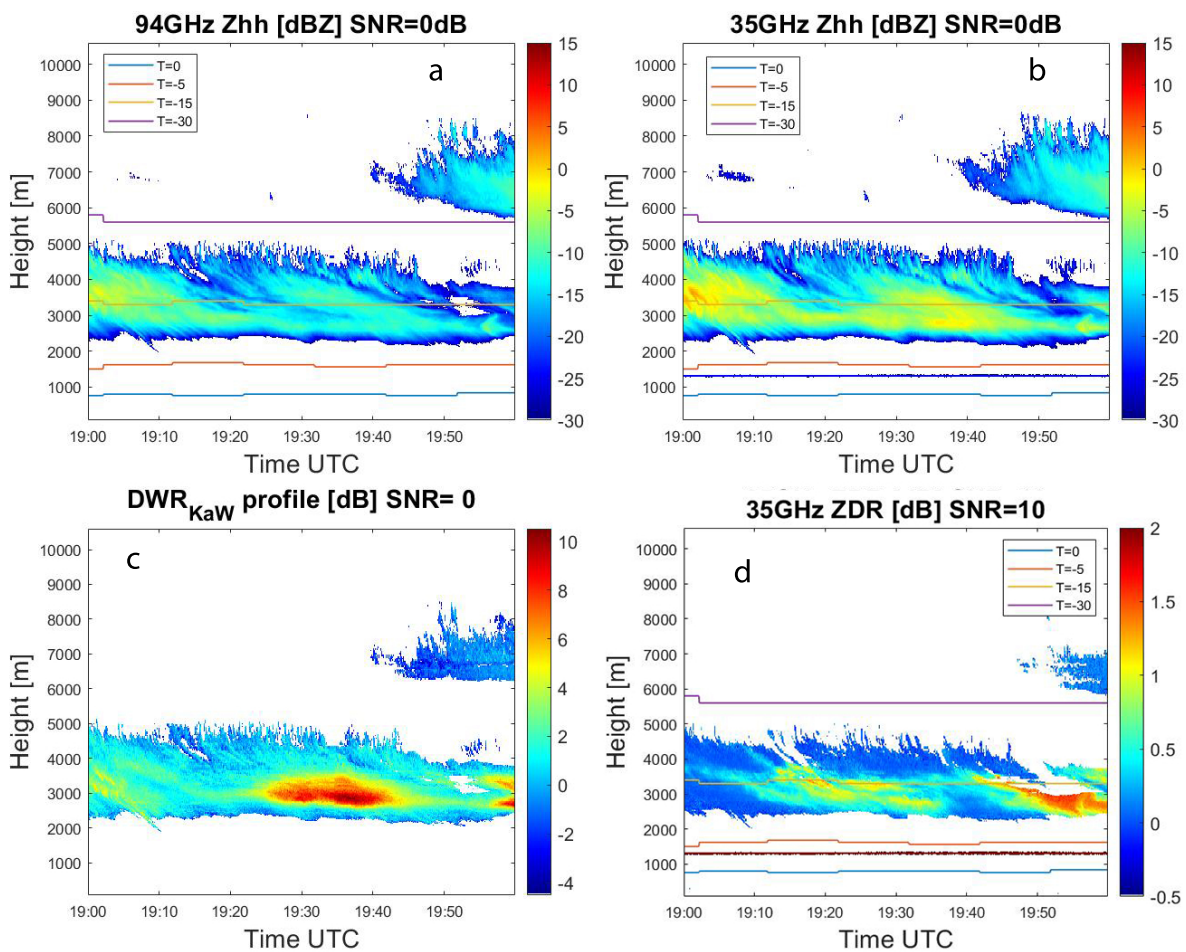 94GHz Zhh [dBZ] SNR=0dB
a
T=0
T=-5
T=-15
T=-30
10000
9000
8000
7000
6000
5000
4000
3000
2000
1000
Height [m]
19:00 19:10 19:20 19:30 19:40 19:50
Time UTC
15
10
5
0
-5
-10
-15
-20
-25
-30
35GHz Zhh [dBZ] SNR=0dB
b
T=0
T=-5
T=-15
T=-30
10000
9000
8000
7000
6000
5000
4000
3000
2000
1000
Height [m]
19:00 19:10 19:20 19:30 19:40 19:50
Time UTC
15
10
5
0
-5
-10
-15
-20
-25
-30
DWR_KaW profile [dB] SNR= 0
c
10000
9000
8000
7000
6000
5000
4000
3000
2000
1000
Height [m]
19:00 19:10 19:20 19:30 19:40 19:50
Time UTC
10
8
6
4
2
0
-2
-4
35GHz ZDR [dB] SNR=10
d
T=0
T=-5
T=-15
T=-30
10000
9000
8000
7000
6000
5000
4000
3000
2000
1000
Height [m]
19:00 19:10 19:20 19:30 19:40 19:50
Time UTC
2
1.5
1
0.5
0
-0.5